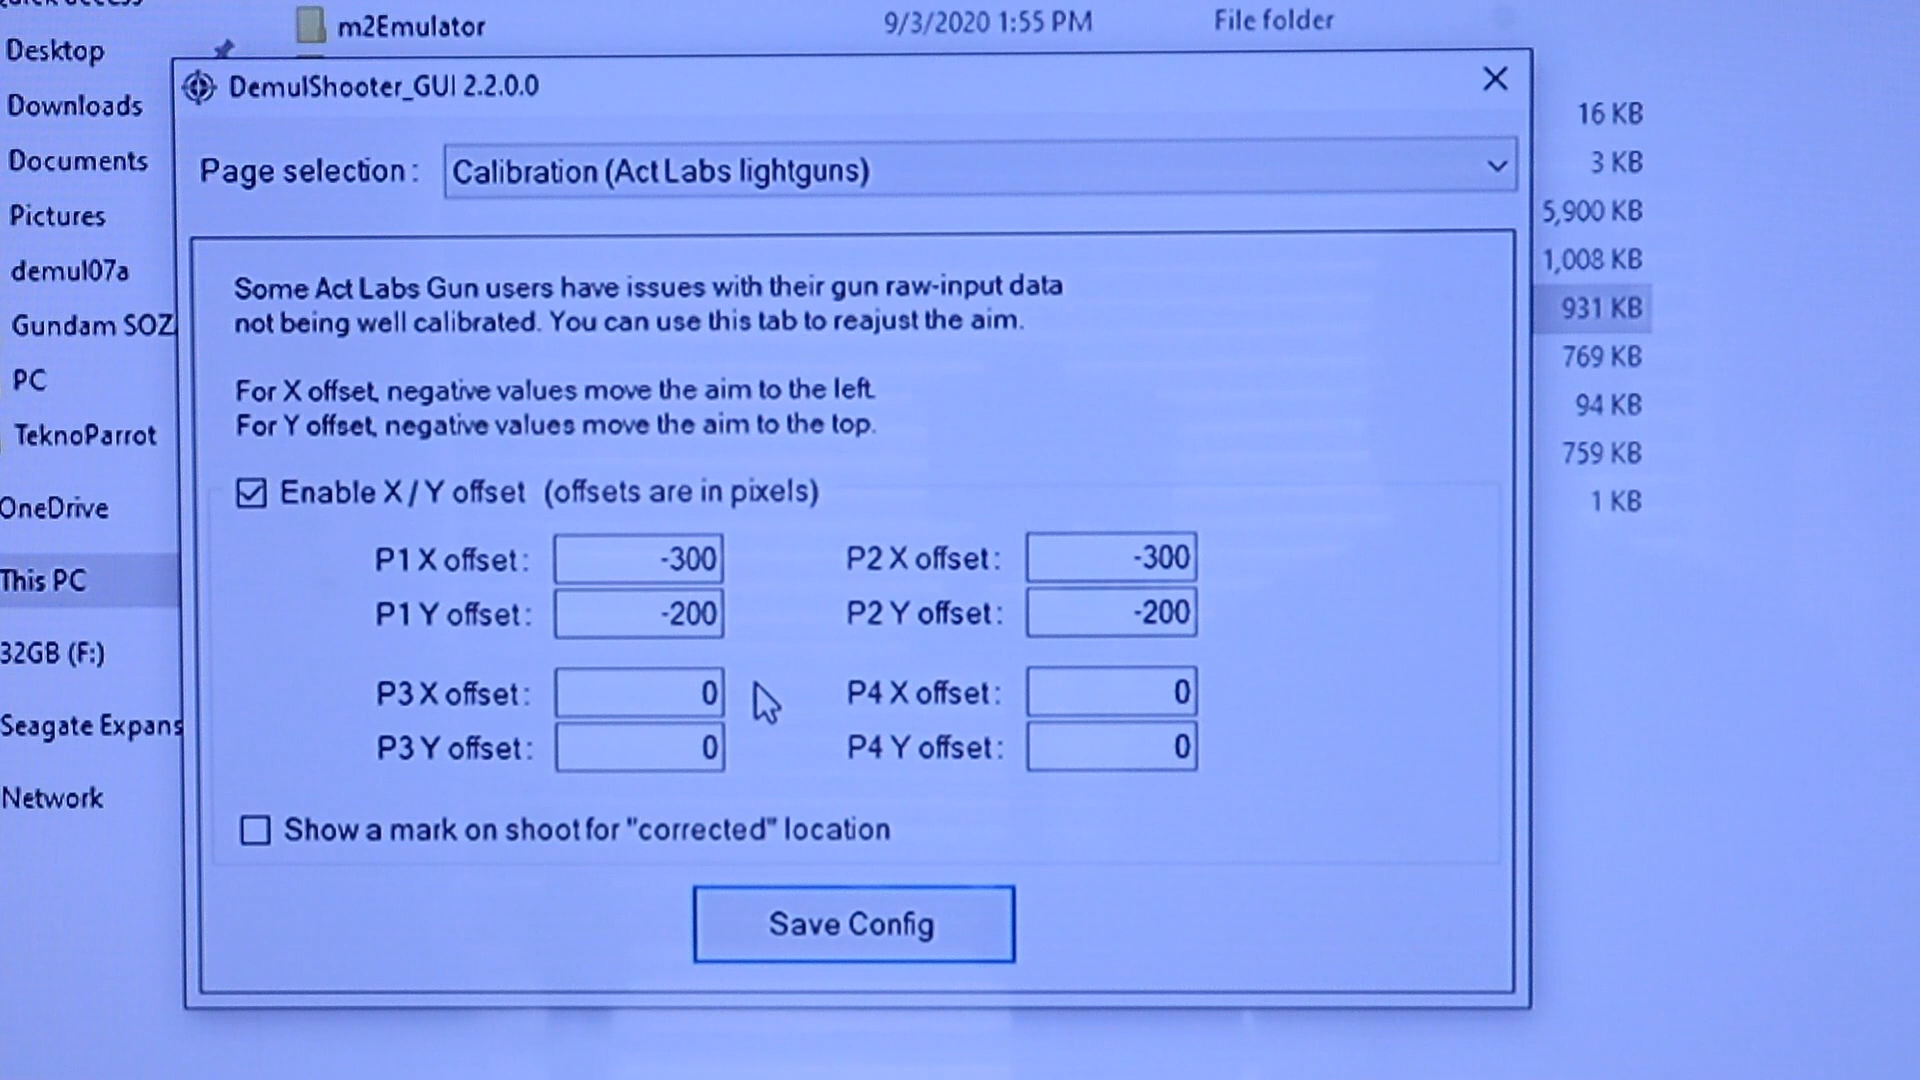 m2Emulator 9/3/2020 1:55 PM File folder
Desktop
Downloads
Documents
Pictures
demul07a
Gundam SOZ
PC
TeknoParrot
OneDrive
This PC
32GB (F:)
Seagate Expans
Network
DemulShooter_GUI 2.2.0.0
Page selection : Calibration (Act Labs lightguns)
Some Act Labs Gun users have issues with their gun raw-input data
not being well calibrated. You can use this tab to reajust the aim.
For X offset, negative values move the aim to the left
For Y offset, negative values move the aim to the top.
Enable X / Y offset (offsets are in pixels)
P1 X offset : -300 P2 X offset : -300
P1 Y offset : -200 P2 Y offset : -200
P3 X offset : 0 P4 X offset : 0
P3 Y offset : 0 P4 Y offset : 0
Show a mark on shoot for "corrected" location
Save Config
16 KB
3 KB
5,900 KB
1,008 KB
931 KB
769 KB
94 KB
759 KB
1 KB